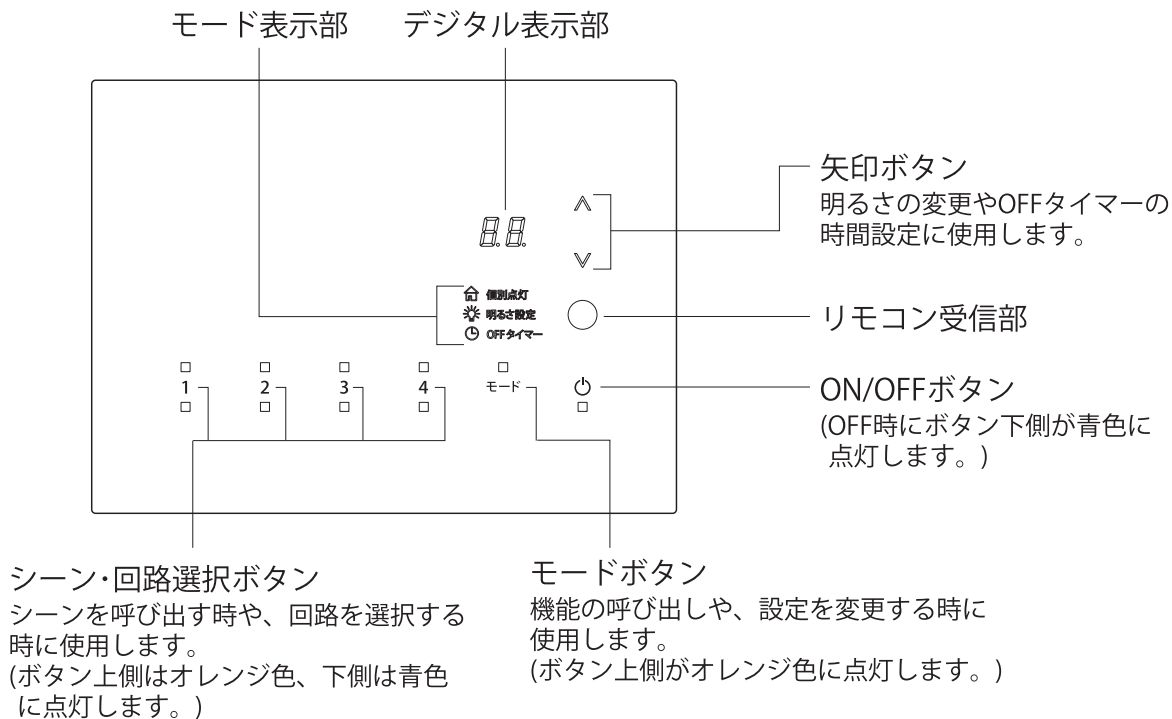 モード表示部
デジタル表示部
矢印ボタン
明るさの変更やOFFタイマーの
時間設定に使用します。
8.8.
個別点灯
明るさ設定
OFFタイマー
リモコン受信部
1
2
3
4
モード
ON/OFFボタン
(OFF時にボタン下側が青色に
点灯します。)
シーン・回路選択ボタン
シーンを呼び出す時や、回路を選択する
時に使用します。
(ボタン上側はオレンジ色、下側は青色
に点灯します。)
モードボタン
機能の呼び出しや、設定を変更する時に
使用します。
(ボタン上側がオレンジ色に点灯します。)